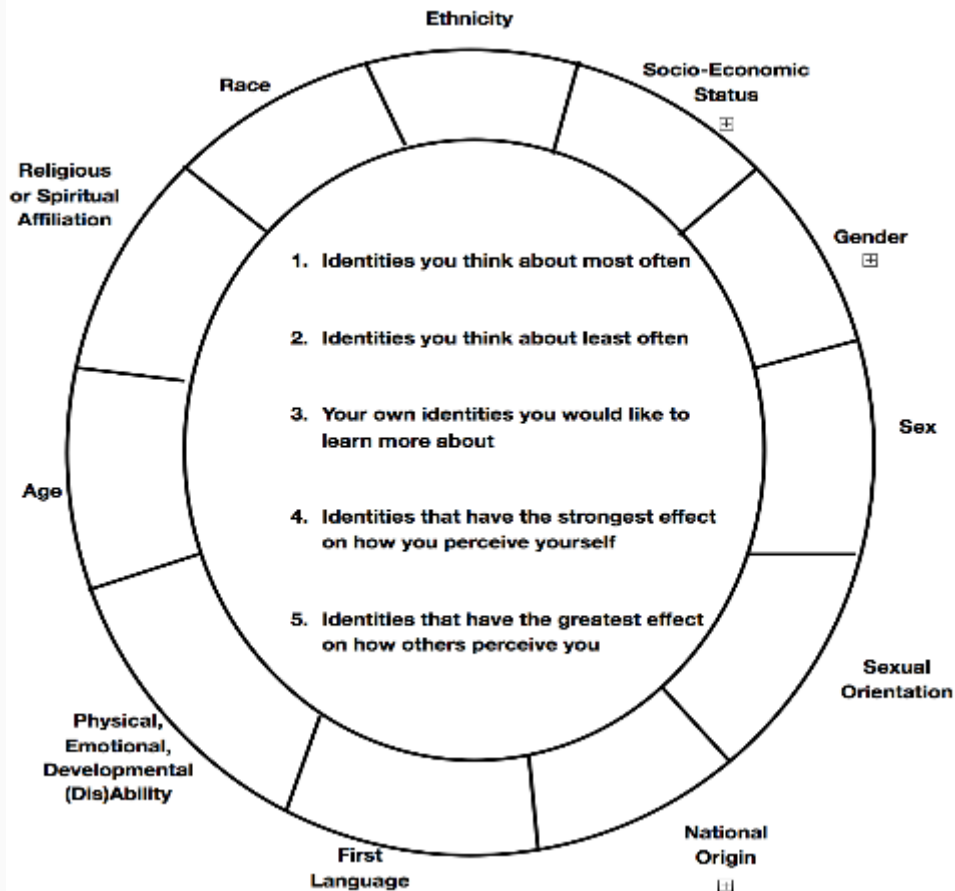 Ethnicity
Socio-Economic
Status
Gender
Sex
Sexual
Orientation
National
Origin
First
Language
Physical,
Emotional,
Developmental
(Dis)Ability
Age
Religious
or Spiritual
Affiliation
Race
1. Identities you think about most often
2. Identities you think about least often
3. Your own identities you would like to
learn more about
4. Identities that have the strongest effect
on how you perceive yourself
5. Identities that have the greatest effect
on how others perceive you